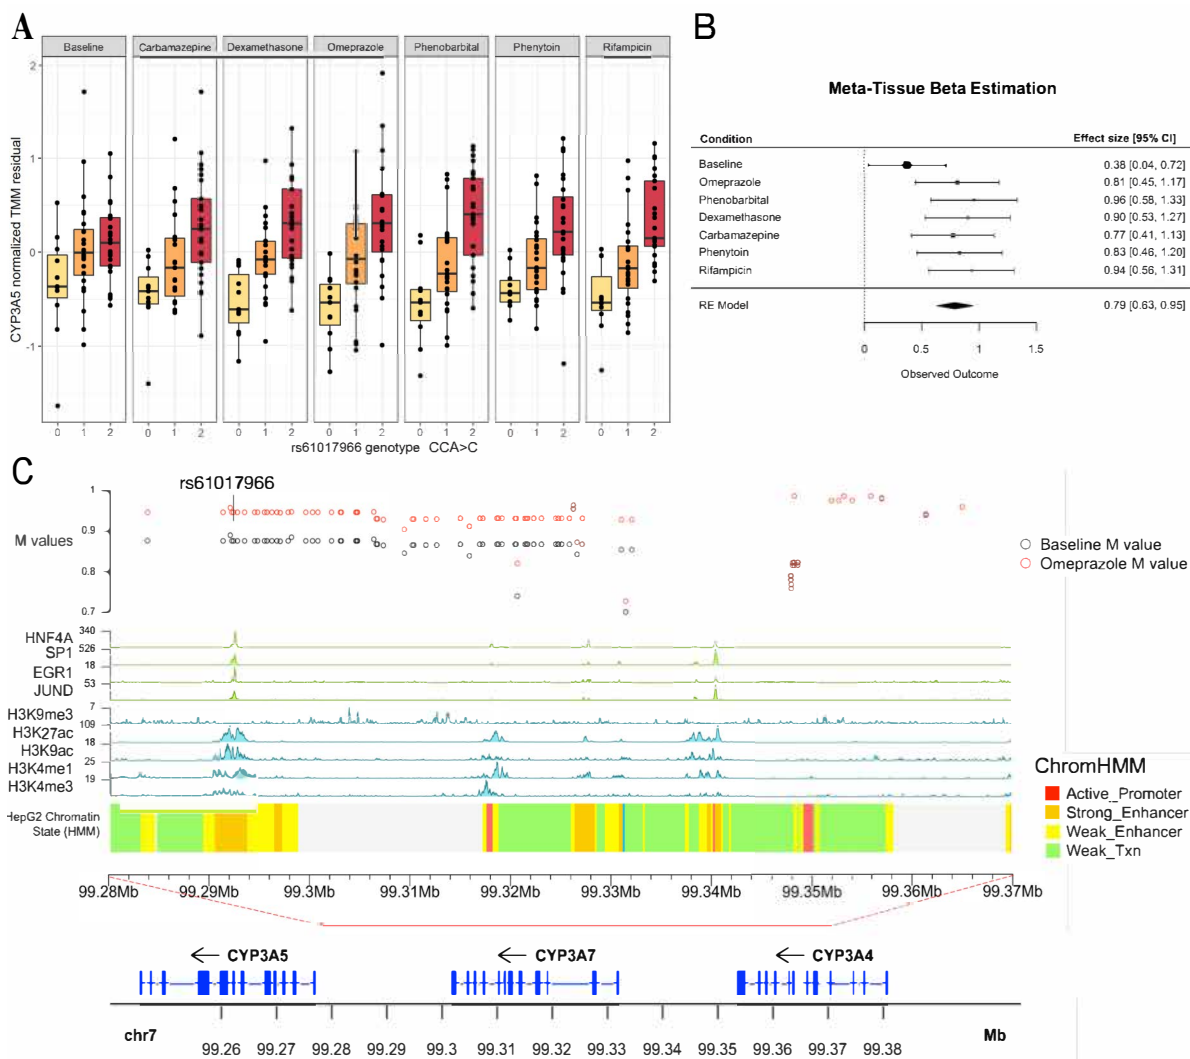 A
Baseline Carbamazepine Dexamethasone Omeprazole Phenobarbital Phenytoin Rifampicin
CYP3A5 normalized TMM residual
2
1
0
-1
0 1 2 0 1 2 0 1 2 0 1 2 0 1 2 0 1 2 0 1 2
rs61017966 genotype CCA>C
B
Meta-Tissue Beta Estimation
Condition Effect size [95% CI]
Baseline 0.38 [0.04, 0.72]
Omeprazole 0.81 [0.45, 1.17]
Phenobarbital 0.96 [0.58, 1.33]
Dexamethasone 0.90 [0.53, 1.27]
Carbamazepine 0.77 [0.41, 1.13]
Phenytoin 0.83 [0.46, 1.20]
Rifampicin 0.94 [0.56, 1.31]
RE Model 0.79 [0.63, 0.95]
0 0.5 1 1.5
Observed Outcome
C
rs61017966
M values
1
0.9
0.8
0.7
Baseline M value
Omeprazole M value
HNF4A 340
SP1 526
18
EGR1
53
JUND
7
H3K9me3
109
H3K27ac
18
H3K9ac
25
H3K4me1
19
H3K4me3
HepG2 Chromatin
State (HMM)
ChromHMM
Active_Promoter
Strong_Enhancer
Weak_Enhancer
Weak_Txn
99.28Mb 99.29Mb 99.3Mb 99.31Mb 99.32Mb 99.33Mb 99.34Mb 99.35Mb 99.36Mb 99.37Mb
← CYP3A5 ← CYP3A7 ← CYP3A4
chr7 Mb
99.26 99.27 99.28 99.29 99.3 99.31 99.32 99.33 99.34 99.35 99.36 99.37 99.38